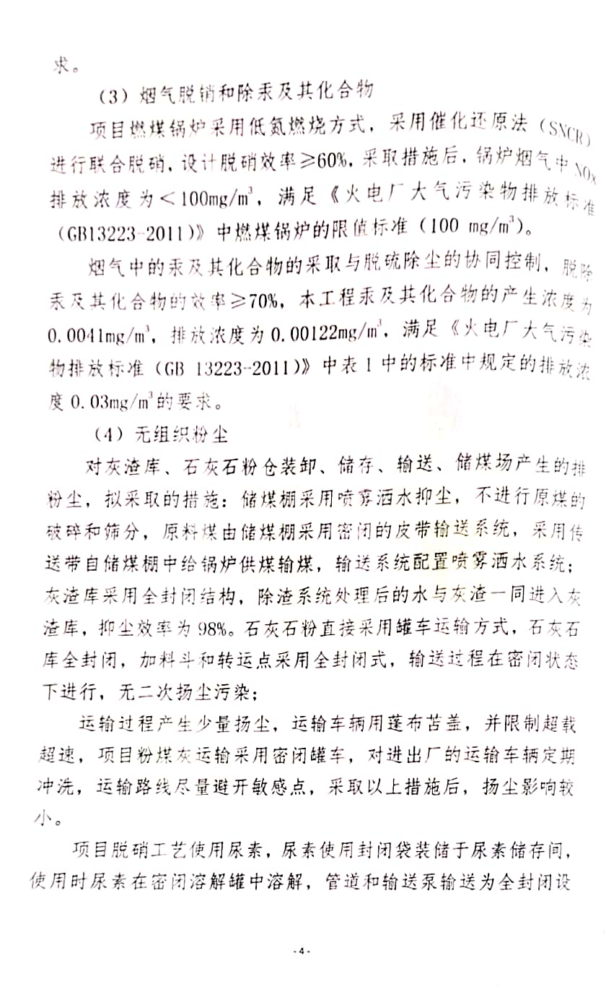 求。
（3）烟气脱销和除汞及其化合物
项目燃煤锅炉采用低氮燃烧方式，采用催化还原法（SNCR）
进行联合脱硝，设计脱硝效率≥60%，采取措施后，锅炉烟气中 NOx
排放浓度为＜100mg/m³，满足《火电厂大气污染物排放标准
（GB13223-2011）》中燃煤锅炉的限值标准（100 mg/m³）。
烟气中的汞及其化合物的采取与脱硫除尘的协同控制，脱除
汞及其化合物的效率≥70%，本工程汞及其化合物的产生浓度为
0.0041mg/m³，排放浓度为 0.00122mg/m³，满足《火电厂大气污染
物排放标准（GB 13223-2011）》中表 1 中的标准中规定的排放浓
度 0.03mg/m³的要求。
（4）无组织粉尘
对灰渣库、石灰石粉仓装卸、储存、输送、储煤场产生的排
粉尘，拟采取的措施：储煤棚采用喷雾洒水抑尘，不进行原煤的
破碎和筛分，原料煤由储煤棚采用密闭的皮带输送系统，采用传
送带自储煤棚中给锅炉供煤输煤，输送系统配置喷雾洒水系统；
灰渣库采用全封闭结构，除渣系统处理后的水与灰渣一同进入灰
渣库，抑尘效率为 98%。石灰石粉直接采用罐车运输方式，石灰石
库全封闭，加料斗和转运点采用全封闭式，输送过程在密闭状态
下进行，无二次扬尘污染；
运输过程产生少量扬尘，运输车辆用蓬布苫盖，并限制超载
超速，项目粉煤灰运输采用密闭罐车，对进出厂的运输车辆定期
冲洗，运输路线尽量避开敏感点，采取以上措施后，扬尘影响较
小。
项目脱硝工艺使用尿素，尿素使用封闭袋装储于尿素储存间，
使用时尿素在密闭溶解罐中溶解，管道和输送泵输送为全封闭设
- 4 -